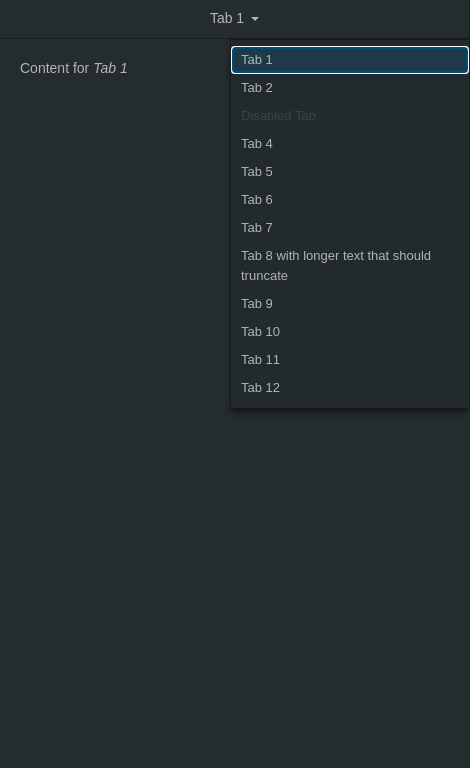 Tab 1
Content for Tab 1
Tab 1
Tab 2
Disabled Tab
Tab 4
Tab 5
Tab 6
Tab 7
Tab 8 with longer text that should
truncate
Tab 9
Tab 10
Tab 11
Tab 12